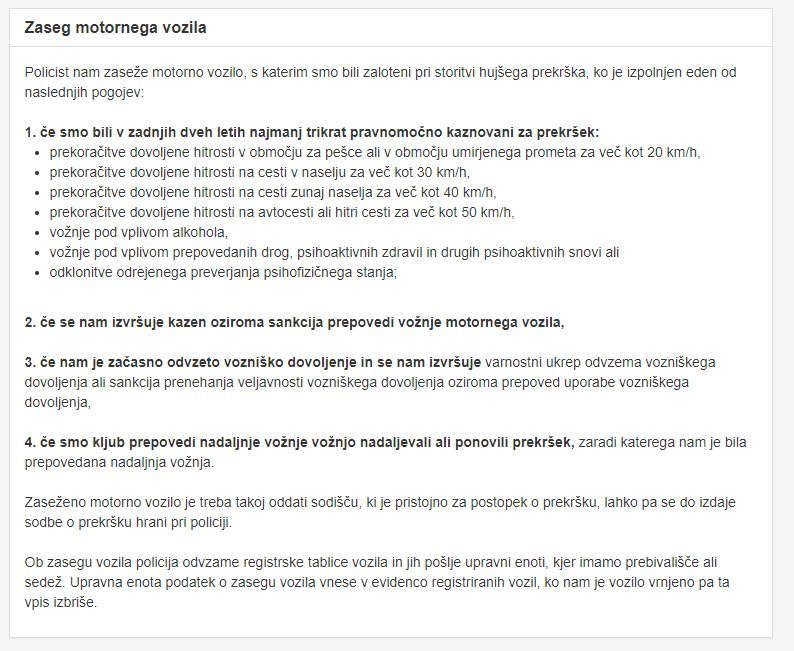 Zaseg motornega vozila
Policist nam zaseže motorno vozilo, s katerim smo bili zaloteni pri storitvi hujšega prekrška, ko je izpolnjen eden od
naslednjih pogojev:
1. če smo bili v zadnjih dveh letih najmanj trikrat pravnomočno kaznovani za prekršek:
• prekoračitve dovoljene hitrosti v območju za pešce ali v območju umirjenega prometa za več kot 20 km/h,
• prekoračitve dovoljene hitrosti na cesti v naselju za več kot 30 km/h,
• prekoračitve dovoljene hitrosti na cesti zunaj naselja za več kot 40 km/h,
• prekoračitve dovoljene hitrosti na avtocesti ali hitri cesti za več kot 50 km/h,
• vožnje pod vplivom alkohola,
• vožnje pod vplivom prepovedanih drog, psihoaktivnih zdravil in drugih psihoaktivnih snovi ali
• odklonitve odrejenega preverjanja psihofizičnega stanja;
2. če se nam izvršuje kazen oziroma sankcija prepovedi vožnje motornega vozila,
3. če nam je začasno odvzeto vozniško dovoljenje in se nam izvršuje varnostni ukrep odvzema vozniškega
dovoljenja ali sankcija prenehanja veljavnosti vozniškega dovoljenja oziroma prepoved uporabe vozniškega
dovoljenja,
4. če smo kljub prepovedi nadaljnje vožnje vožnjo nadaljevali ali ponovili prekršek, zaradi katerega nam je bila
prepovedana nadaljnja vožnja.
Zaseženo motorno vozilo je treba takoj oddati sodišču, ki je pristojno za postopek o prekršku, lahko pa se do izdaje
sodbe o prekršku hrani pri policiji.
Ob zasegu vozila policija odvzame registrske tablice vozila in jih pošlje upravni enoti, kjer imamo prebivališče ali
sedež. Upravna enota podatek o zasegu vozila vnese v evidenco registriranih vozil, ko nam je vozilo vrnjeno pa ta
vpis izbriše.